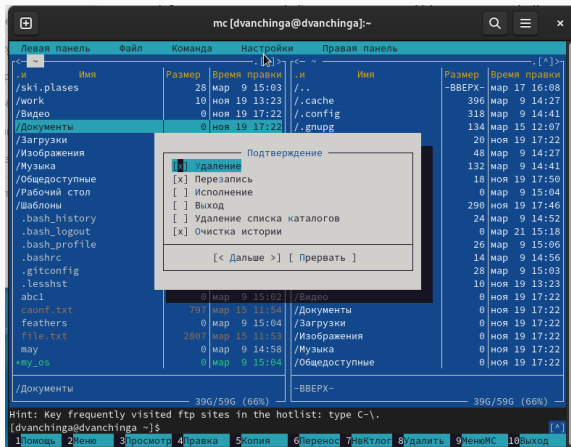 mc [dvanchinga@dvanchinga]:~
Левая панель Файл Команда Настройки Правая панель
<- ~ .[^]>
.и Имя Размер Время правки
/ski.plases 28 мар 9 15:03
/work 10 ноя 19 13:23
/Видео 0 ноя 19 17:22
/Документы 0 ноя 19 17:22
/Загрузки
/Изображения
/Музыка
/Общедоступные
/Рабочий стол
/Шаблоны
.bash_history
.bash_logout
.bash_profile
.bashrc
.gitconfig
.lesshst
abc1 0 мар 9 15:02
caonf.txt 797 мар 15 11:54
feathers 0 мар 9 15:04
file.txt 2807 мар 15 11:53
may 0 мар 9 14:58
*my_os 0 мар 9 15:04
/Документы
39G/59G (66%)
<- ~ .[^]>
.и Имя Размер Время правки
/.. -ВВЕРХ- мар 17 16:08
/.cache 396 мар 9 14:27
/.config 318 мар 9 14:41
/.gnupg 134 мар 15 12:07
20 ноя 19 17:22
48 мар 9 14:27
132 мар 9 14:41
18 ноя 19 17:50
0 мар 9 15:04
290 ноя 19 17:46
24 мар 9 14:52
0 мар 21 15:18
26 мар 9 15:06
14 мар 9 14:56
28 мар 9 15:03
10 ноя 19 13:23
/Видео 0 ноя 19 17:22
/Документы 0 ноя 19 17:22
/Загрузки 0 ноя 19 17:22
/Изображения 0 ноя 19 17:22
/Музыка 0 ноя 19 17:22
/Общедоступные 0 ноя 19 17:22
-ВВЕРХ-
39G/59G (66%)
Подтверждение
[x] Удаление
[x] Перезапись
[ ] Исполнение
[ ] Выход
[ ] Удаление списка каталогов
[x] Очистка истории
[< Дальше >] [ Прервать ]
Hint: Key frequently visited ftp sites in the hotlist: type C-\.
[dvanchinga@dvanchinga ~]$ [^]
1Помощь 2Меню 3Просмотр 4Правка 5Копия 6Перенос 7НвКтлог 8Удалить 9МенюMC 10Выход